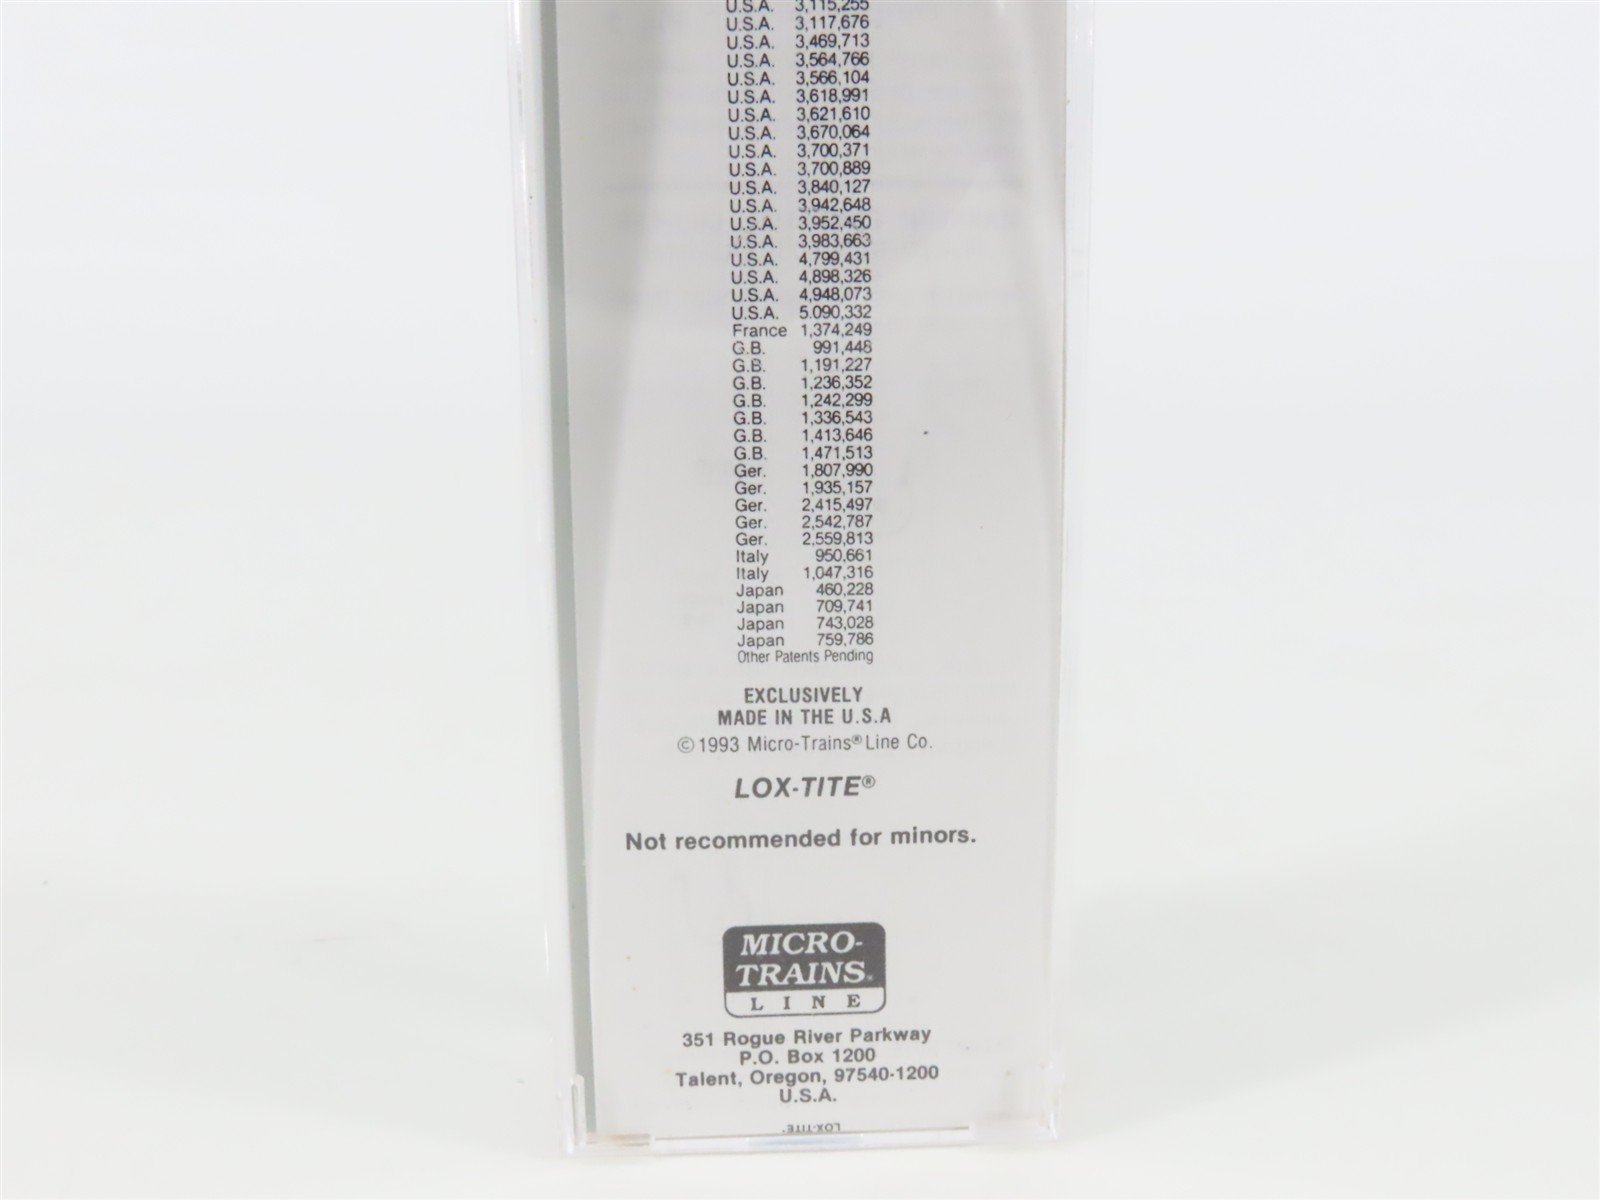 U.S.A. 3,115,255
U.S.A. 3,117,676
U.S.A. 3,469,713
U.S.A. 3,564,766
U.S.A. 3,566,104
U.S.A. 3,618,991
U.S.A. 3,621,610
U.S.A. 3,670,064
U.S.A. 3,700,371
U.S.A. 3,700,889
U.S.A. 3,840,127
U.S.A. 3,942,648
U.S.A. 3,952,450
U.S.A. 3,983,663
U.S.A. 4,799,431
U.S.A. 4,898,326
U.S.A. 4,948,073
U.S.A. 5.090,332
France 1,374,249
G.B. 991,448
G.B. 1,191,227
G.B. 1,236,352
G.B. 1,242,299
G.B. 1,336,543
G.B. 1,413,646
G.B. 1,471,513
Ger. 1,807,990
Ger. 1,935,157
Ger. 2,415,497
Ger. 2,542,787
Ger. 2,559,813
Italy 950,661
Italy 1,047,316
Japan 460,228
Japan 709,741
Japan 743,028
Japan 759,786
Other Patents Pending
EXCLUSIVELY
MADE IN THE U.S.A
©1993 Micro-Trains® Line Co.
LOX-TITE®
Not recommended for minors.
MICRO-
TRAINS®
LINE
351 Rogue River Parkway
P.O. Box 1200
Talent, Oregon, 97540-1200
U.S.A.
LOX-TITE®